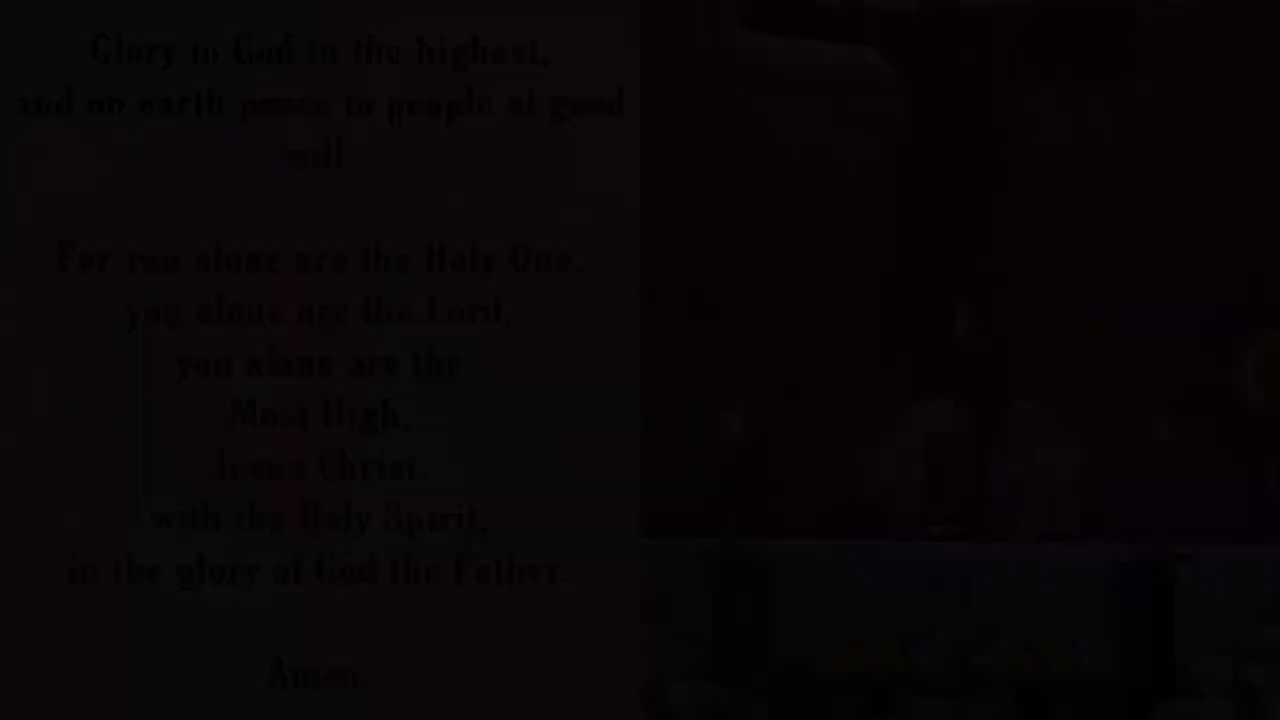 Glory to God in the highest,
and on earth peace to people of good
will
For you alone are the Holy One,
you alone are the Lord,
you alone are the
Most High,
Jesus Christ,
with the Holy Spirit,
in the glory of God the Father
Amen.